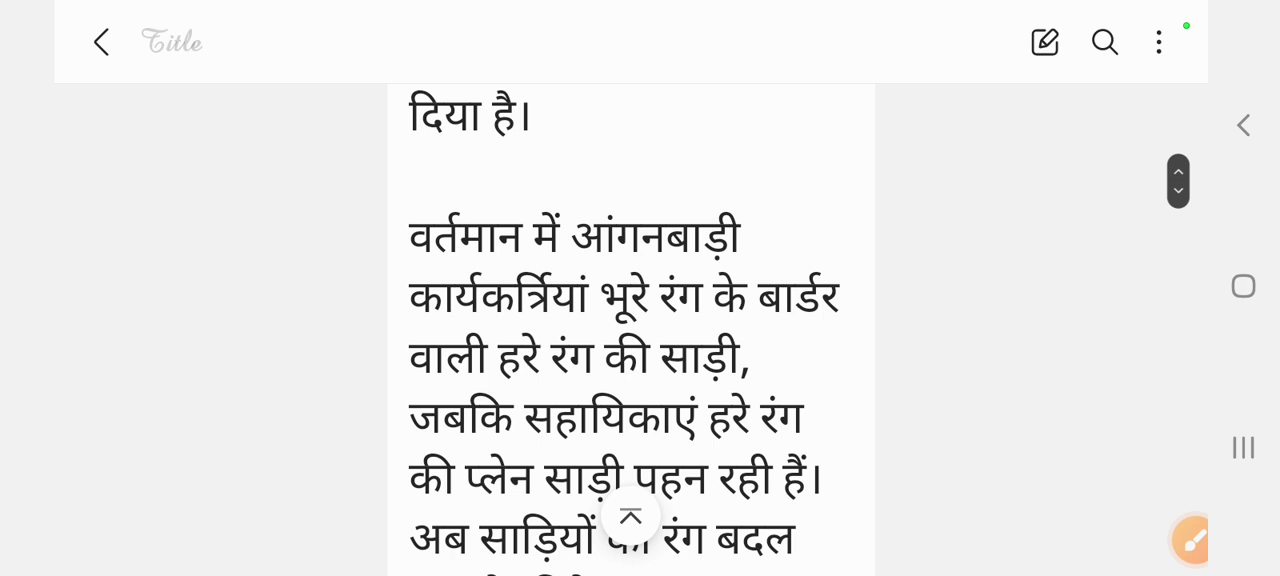 Title
दिया है।
वर्तमान में आंगनबाड़ी
कार्यकर्त्रियां भूरे रंग के बार्डर
वाली हरे रंग की साड़ी,
जबकि सहायिकाएं हरे रंग
की प्लेन साड़ी पहन रही हैं।
अब साड़ियों का रंग बदल